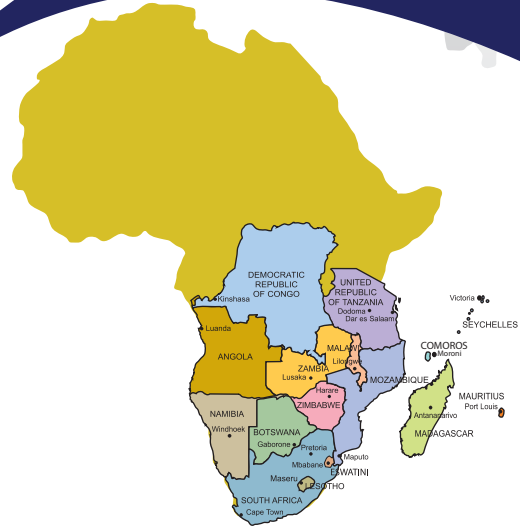 DEMOCRATIC
REPUBLIC
OF CONGO
Kinshasa
UNITED
REPUBLIC
OF TANZANIA
Dodoma
Dar es Salaam
Victoria
SEYCHELLES
Luanda
ANGOLA
MALAWI
Lilongwe
ZAMBIA
Lusaka
COMOROS
Moroni
MOZAMBIQUE
Harare
ZIMBABWE
MAURITIUS
Port Louis
Antananarivo
MADAGASCAR
NAMIBIA
Windhoek
BOTSWANA
Gaborone
Pretoria
Maputo
Mbabane
ESWATINI
Maseru
LESOTHO
SOUTH AFRICA
Cape Town